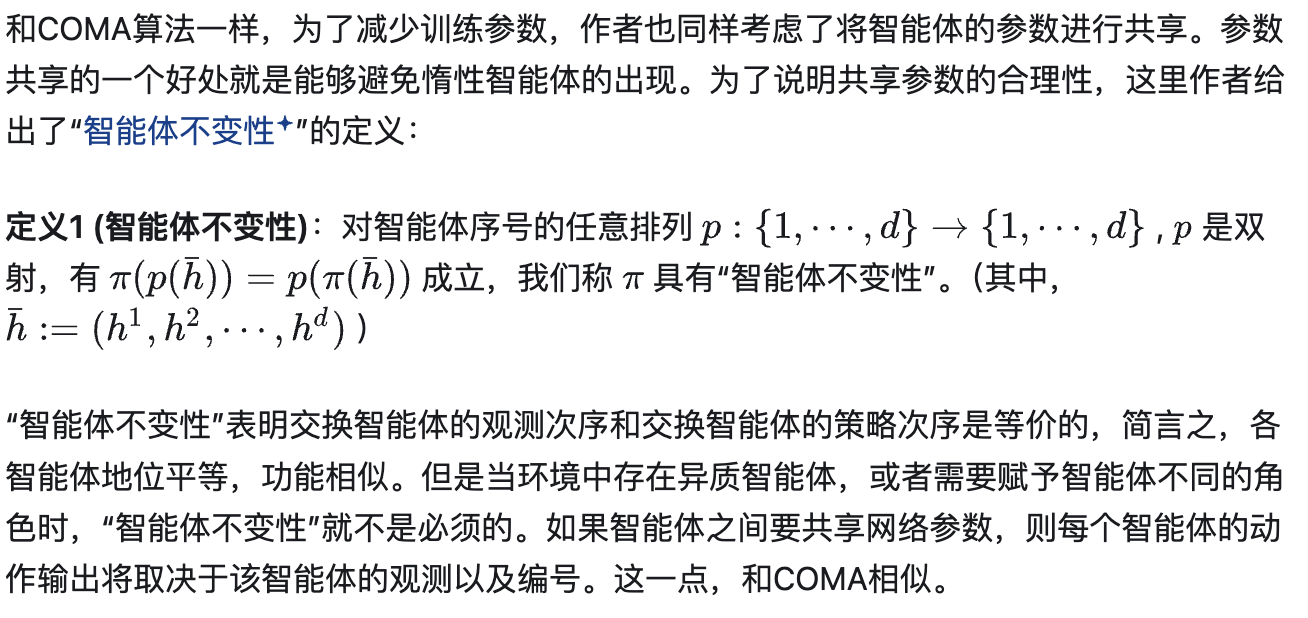 和COMA算法一样，为了减少训练参数，作者也同样考虑了将智能体的参数进行共享。参数
共享的一个好处就是能够避免惰性智能体的出现。为了说明共享参数的合理性，这里作者给
出了“智能体不变性”的定义：
定义1 (智能体不变性)：对智能体序号的任意排列 p : {1, ⋯ , d} → {1, ⋯ , d} , p 是双
射，有 π(p(h̄)) = p(π(h̄)) 成立，我们称 π 具有“智能体不变性”。（其中，
h̄ := (h¹, h², ⋯ , hᵈ) ）
“智能体不变性”表明交换智能体的观测次序和交换智能体的策略次序是等价的，简言之，各
智能体地位平等，功能相似。但是当环境中存在异质智能体，或者需要赋予智能体不同的角
色时，“智能体不变性”就不是必须的。如果智能体之间要共享网络参数，则每个智能体的动
作输出将取决于该智能体的观测以及编号。这一点，和COMA相似。